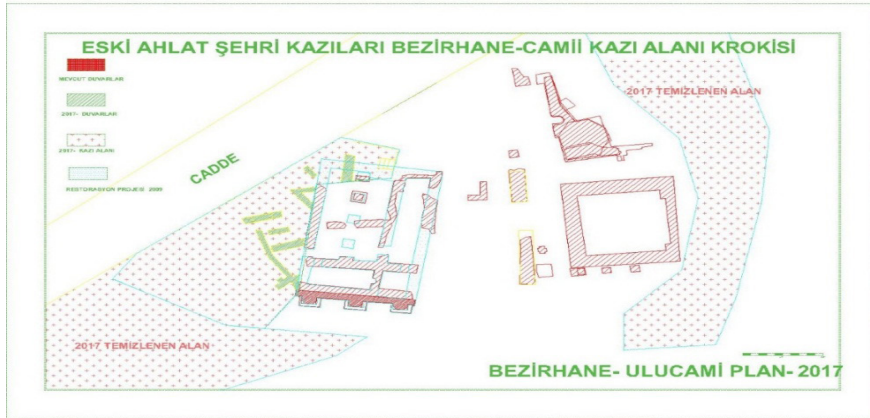 ESKİ AHLAT ŞEHRİ KAZILARI BEZİRHANE-CAMİİ KAZI ALANI KROKİSİ
MEVCUT DUVARLAR
2017- DUVARLAR
2017- KAZI ALANI
RESTORASYON PROJESİ 2009
CADDE
2017 TEMİZLENEN ALAN
2017 TEMİZLENEN ALAN
BEZİRHANE- ULUCAMİ PLAN- 2017